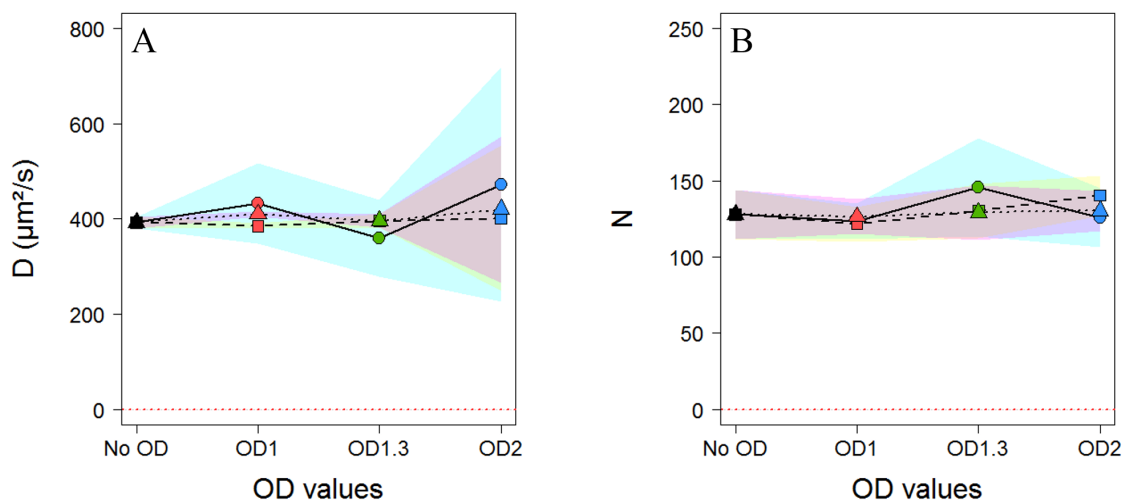 A
800
600
400
200
0
D (µm²/s)
No OD
OD1
OD1.3
OD2
OD values
B
250
200
150
100
50
0
N
No OD
OD1
OD1.3
OD2
OD values